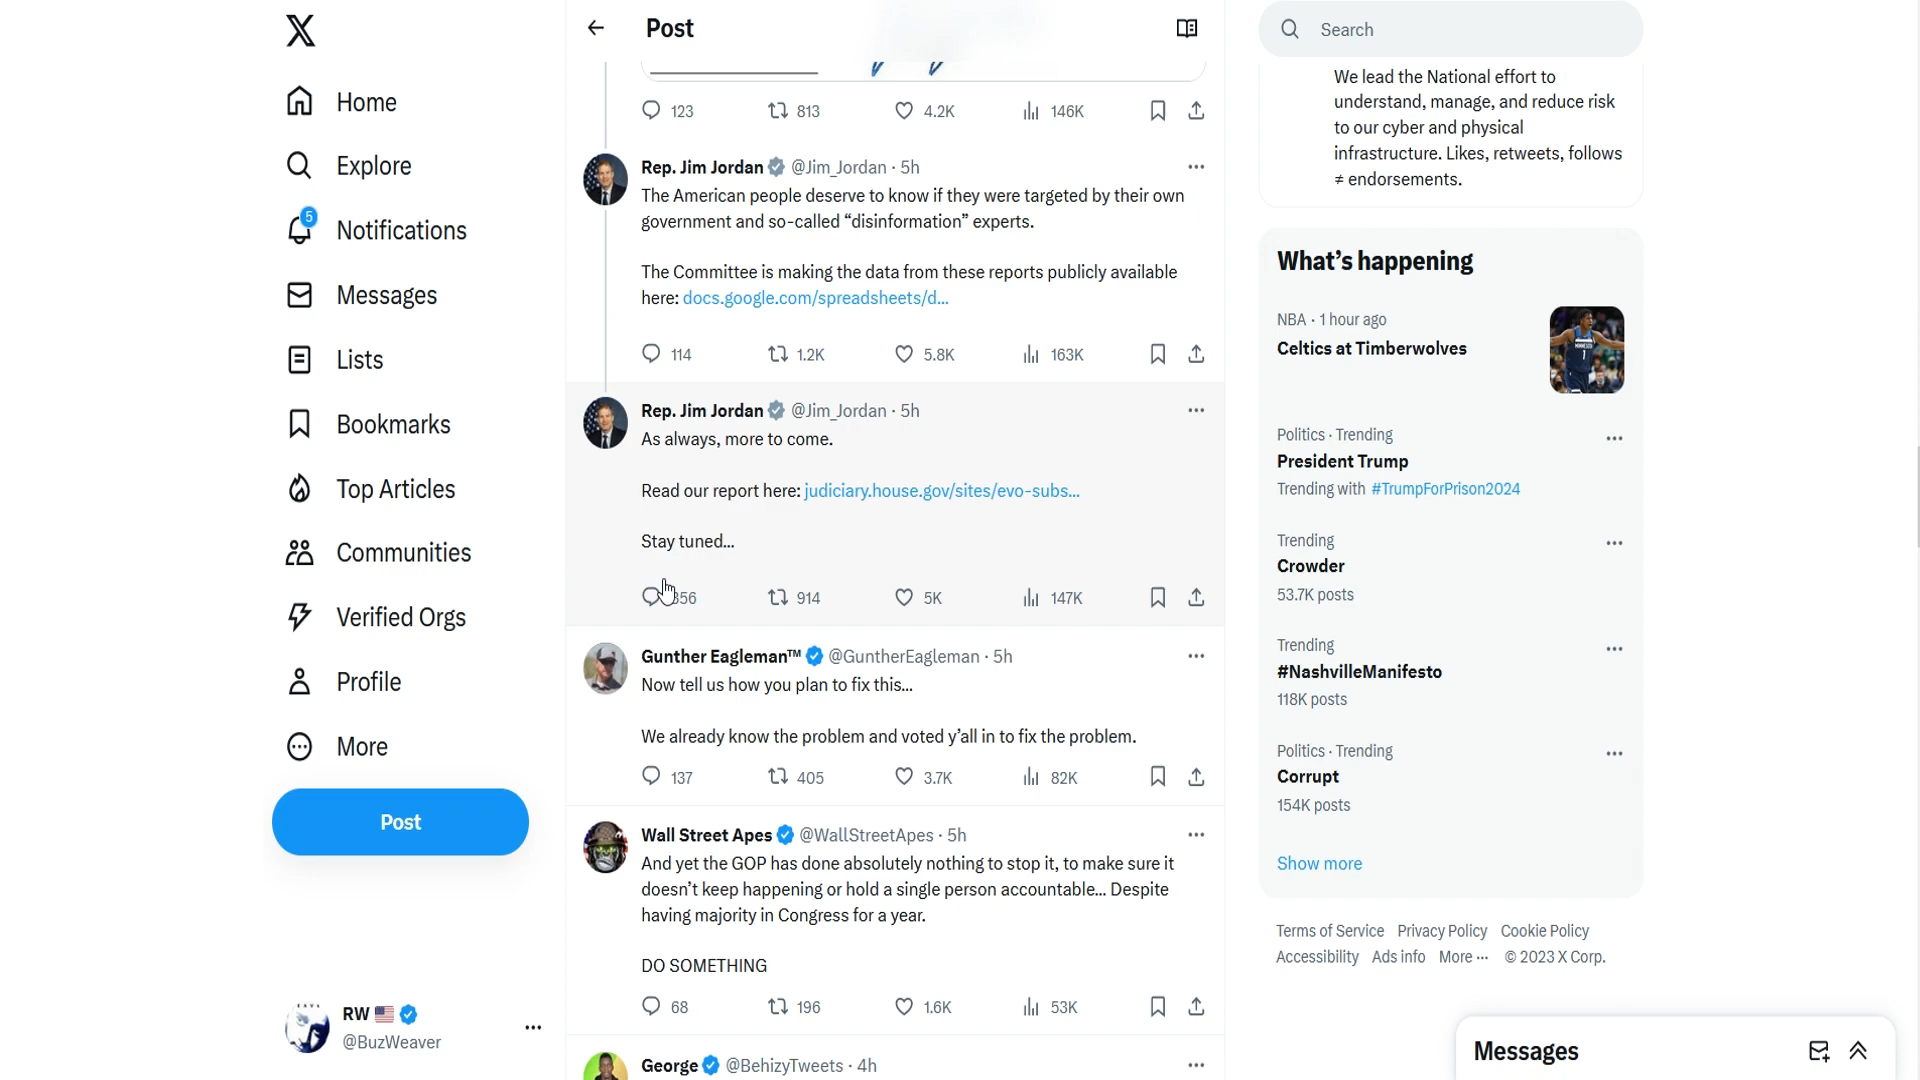 X
Home
Explore
5
Notifications
Messages
Lists
Bookmarks
Top Articles
Communities
Verified Orgs
Profile
More
Post
RW
@BuzWeaver
Post
123 813 4.2K 146K
Rep. Jim Jordan @Jim_Jordan · 5h
The American people deserve to know if they were targeted by their own
government and so-called “disinformation” experts.
The Committee is making the data from these reports publicly available
here: docs.google.com/spreadsheets/d...
114 1.2K 5.8K 163K
Rep. Jim Jordan @Jim_Jordan · 5h
As always, more to come.
Read our report here: judiciary.house.gov/sites/evo-subs...
Stay tuned...
914 5K 147K
Gunther Eagleman™ @GuntherEagleman · 5h
Now tell us how you plan to fix this...
We already know the problem and voted y’all in to fix the problem.
137 405 3.7K 82K
Wall Street Apes @WallStreetApes · 5h
And yet the GOP has done absolutely nothing to stop it, to make sure it
doesn’t keep happening or hold a single person accountable... Despite
having majority in Congress for a year.
DO SOMETHING
68 196 1.6K 53K
George @BehizyTweets · 4h
Search
We lead the National effort to
understand, manage, and reduce risk
to our cyber and physical
infrastructure. Likes, retweets, follows
≠ endorsements.
What’s happening
NBA · 1 hour ago
Celtics at Timberwolves
Politics · Trending
President Trump
Trending with #TrumpForPrison2024
Trending
Crowder
53.7K posts
Trending
#NashvilleManifesto
118K posts
Politics · Trending
Corrupt
154K posts
Show more
Terms of Service Privacy Policy Cookie Policy
Accessibility Ads info More ··· © 2023 X Corp.
Messages